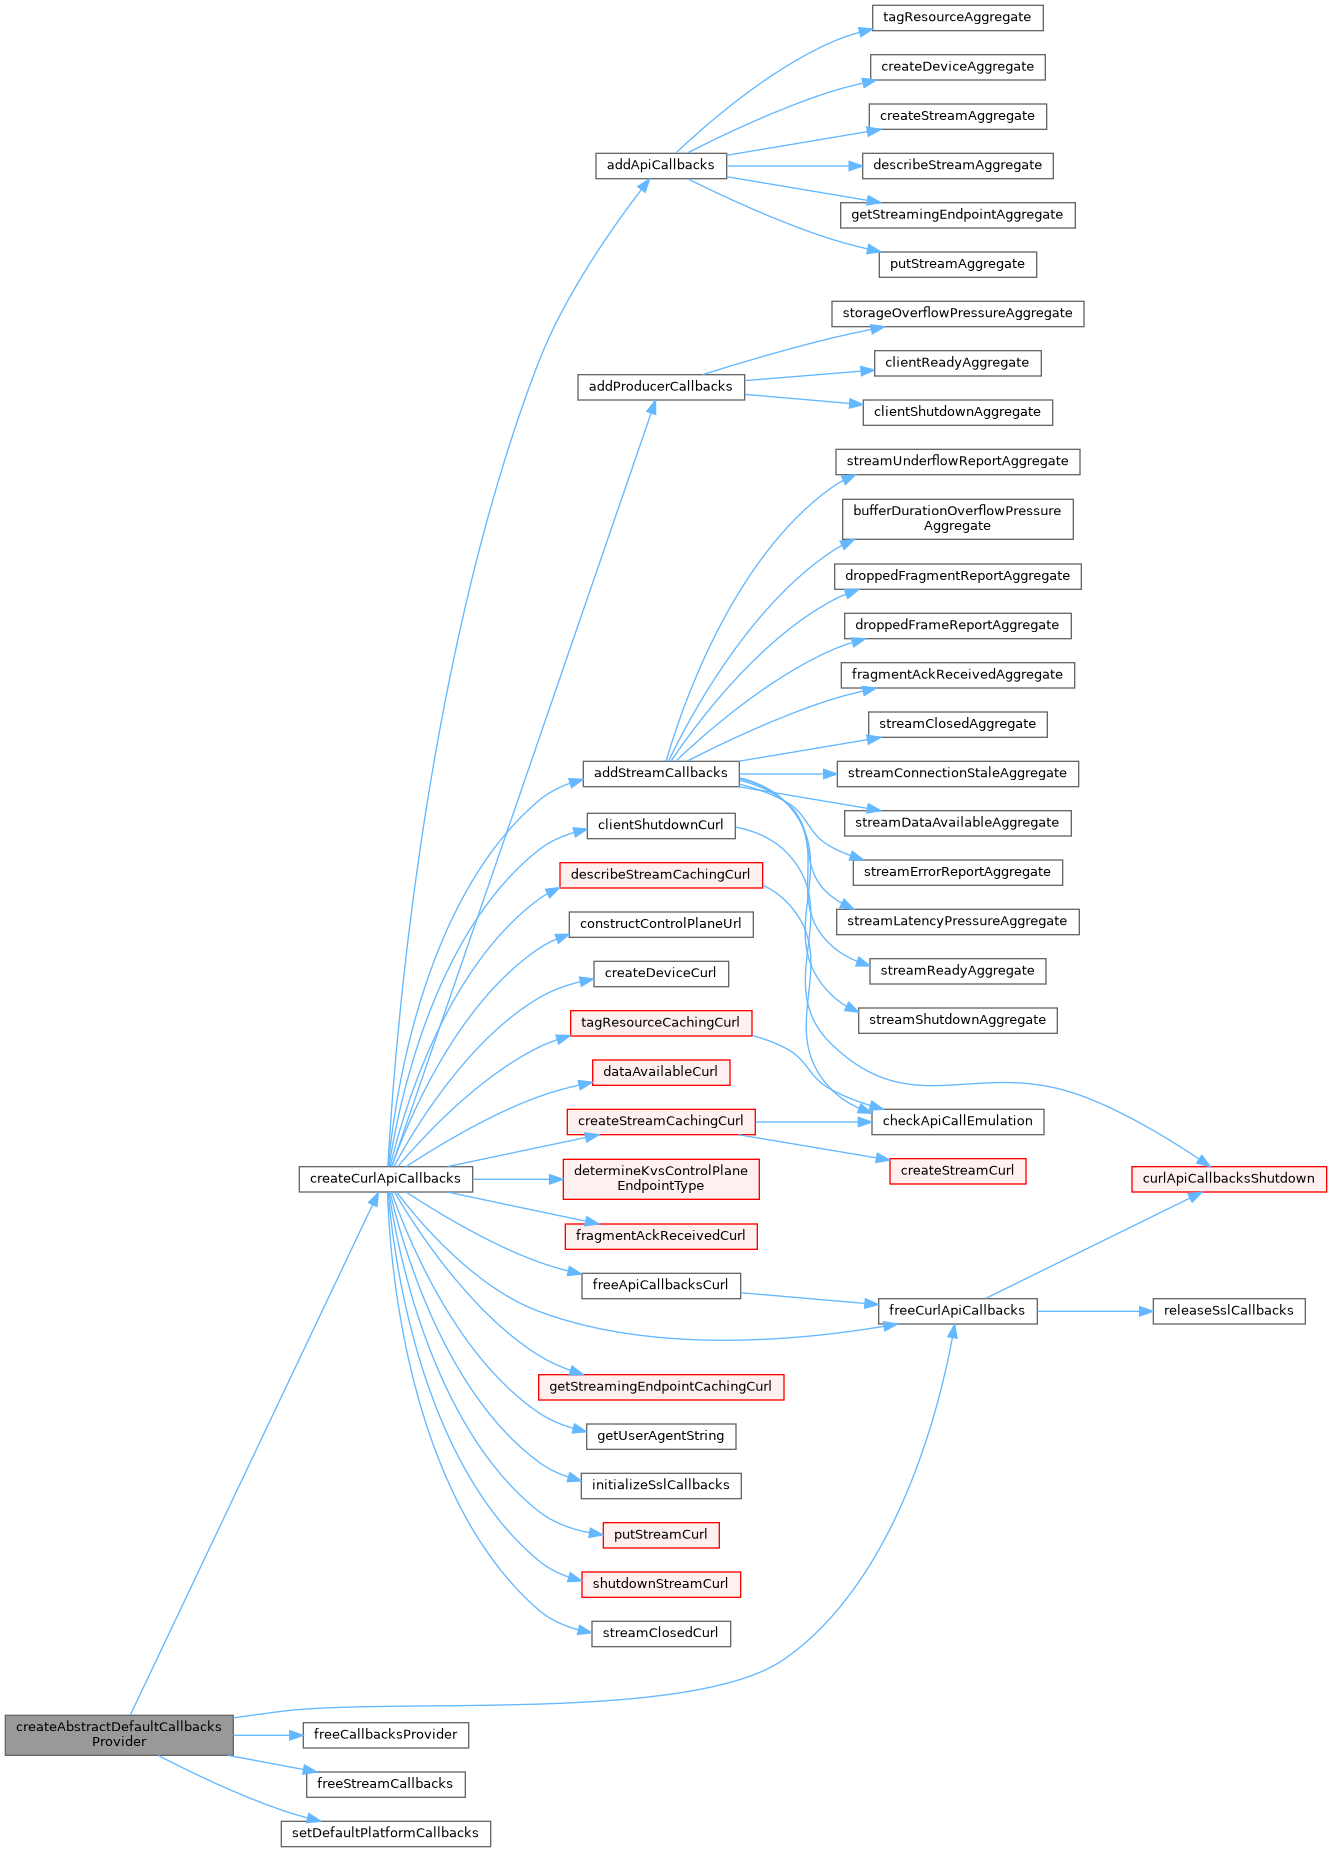 tagResourceAggregate
createDeviceAggregate
createStreamAggregate
addApiCallbacks
describeStreamAggregate
getStreamingEndpointAggregate
putStreamAggregate
storageOverflowPressureAggregate
clientReadyAggregate
addProducerCallbacks
clientShutdownAggregate
streamUnderflowReportAggregate
bufferDurationOverflowPressure
Aggregate
droppedFragmentReportAggregate
droppedFrameReportAggregate
fragmentAckReceivedAggregate
streamClosedAggregate
addStreamCallbacks
streamConnectionStaleAggregate
clientShutdownCurl
streamDataAvailableAggregate
describeStreamCachingCurl
streamErrorReportAggregate
constructControlPlaneUrl
streamLatencyPressureAggregate
createDeviceCurl
streamReadyAggregate
tagResourceCachingCurl
streamShutdownAggregate
dataAvailableCurl
createStreamCachingCurl
checkApiCallEmulation
createCurlApiCallbacks
determineKvsControlPlane
EndpointType
createStreamCurl
curlApiCallbacksShutdown
fragmentAckReceivedCurl
freeApiCallbacksCurl
freeCurlApiCallbacks
releaseSslCallbacks
getStreamingEndpointCachingCurl
getUserAgentString
initializeSslCallbacks
putStreamCurl
shutdownStreamCurl
streamClosedCurl
createAbstractDefaultCallbacks
Provider
freeCallbacksProvider
freeStreamCallbacks
setDefaultPlatformCallbacks